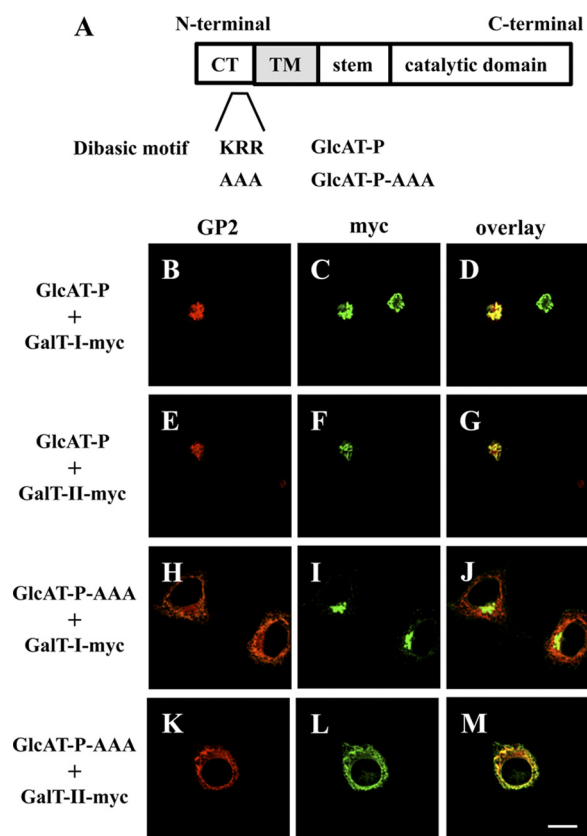 A
N-terminal C-terminal
CT TM stem catalytic domain
Dibasic motif KRR GlcAT-P
AAA GlcAT-P-AAA
GP2 myc overlay
B C D
GlcAT-P
+
GalT-I-myc
E F G
GlcAT-P
+
GalT-II-myc
H I J
GlcAT-P-AAA
+
GalT-I-myc
K L M
GlcAT-P-AAA
+
GalT-II-myc